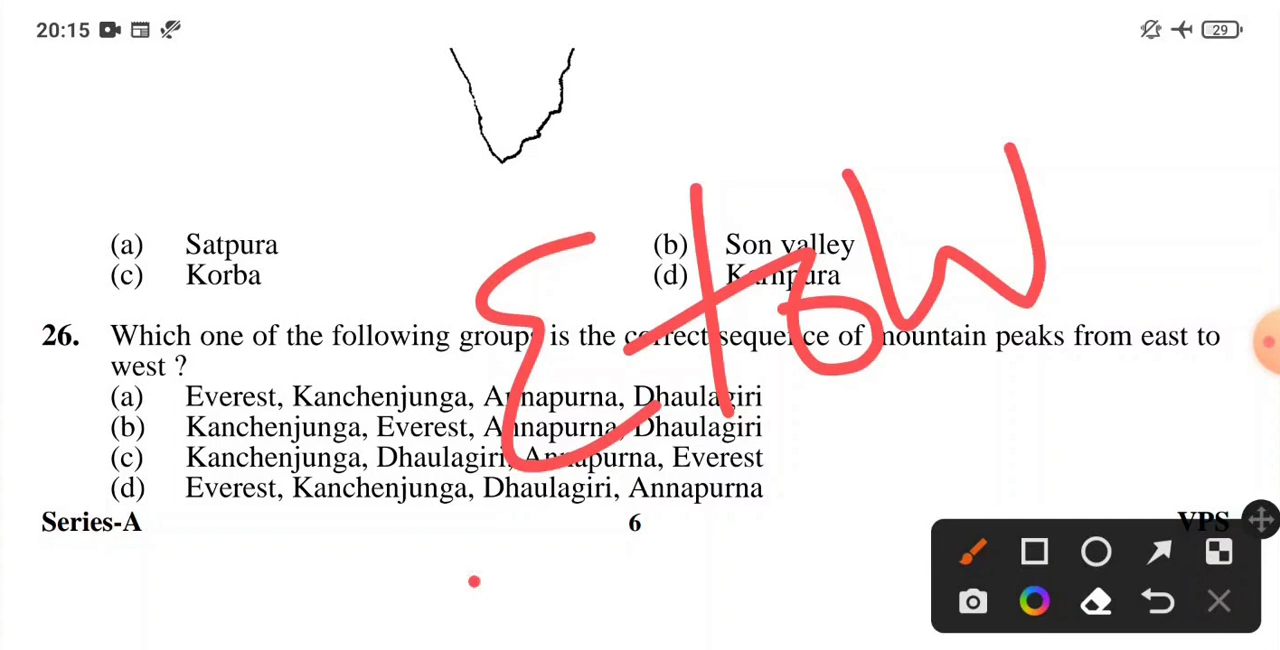 20:15 29
(a) Satpura (b) Son valley
(c) Korba (d) Karnpura
E to W
26. Which one of the following groups is the correct sequence of mountain peaks from east to
west ?
(a) Everest, Kanchenjunga, Annapurna, Dhaulagiri
(b) Kanchenjunga, Everest, Annapurna, Dhaulagiri
(c) Kanchenjunga, Dhaulagiri, Annapurna, Everest
(d) Everest, Kanchenjunga, Dhaulagiri, Annapurna
Series-A 6 VPS